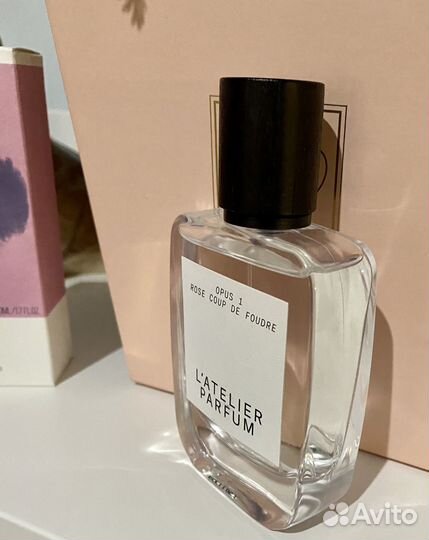 ML/1.7 FL.OZ
OPUS 1
ROSE COUP DE FOUDRE
L'ATELIER
PARFUM
Avito